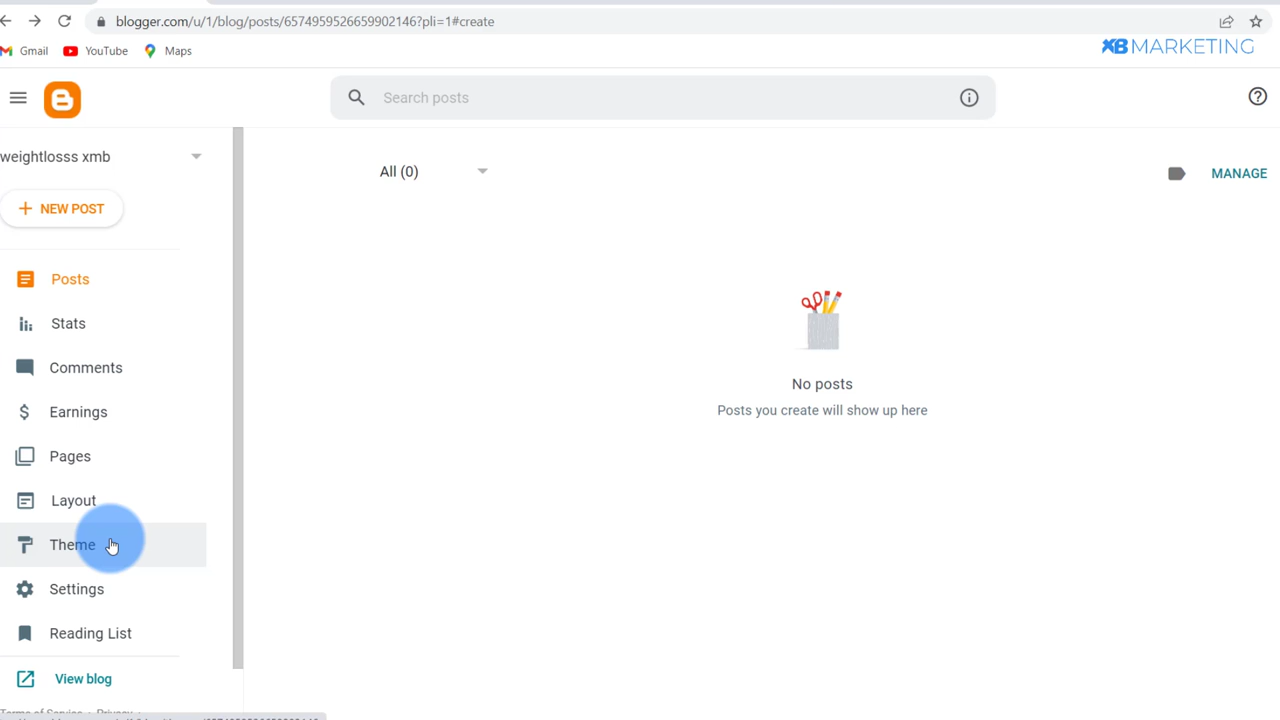 blogger.com/u/1/blog/posts/6574959526659902146?pli=1#create
Gmail
YouTube
Maps
XB MARKETING
Search posts
weightlosss xmb
All (0)
MANAGE
+ NEW POST
Posts
Stats
Comments
Earnings
Pages
Layout
Theme
Settings
Reading List
View blog
No posts
Posts you create will show up here